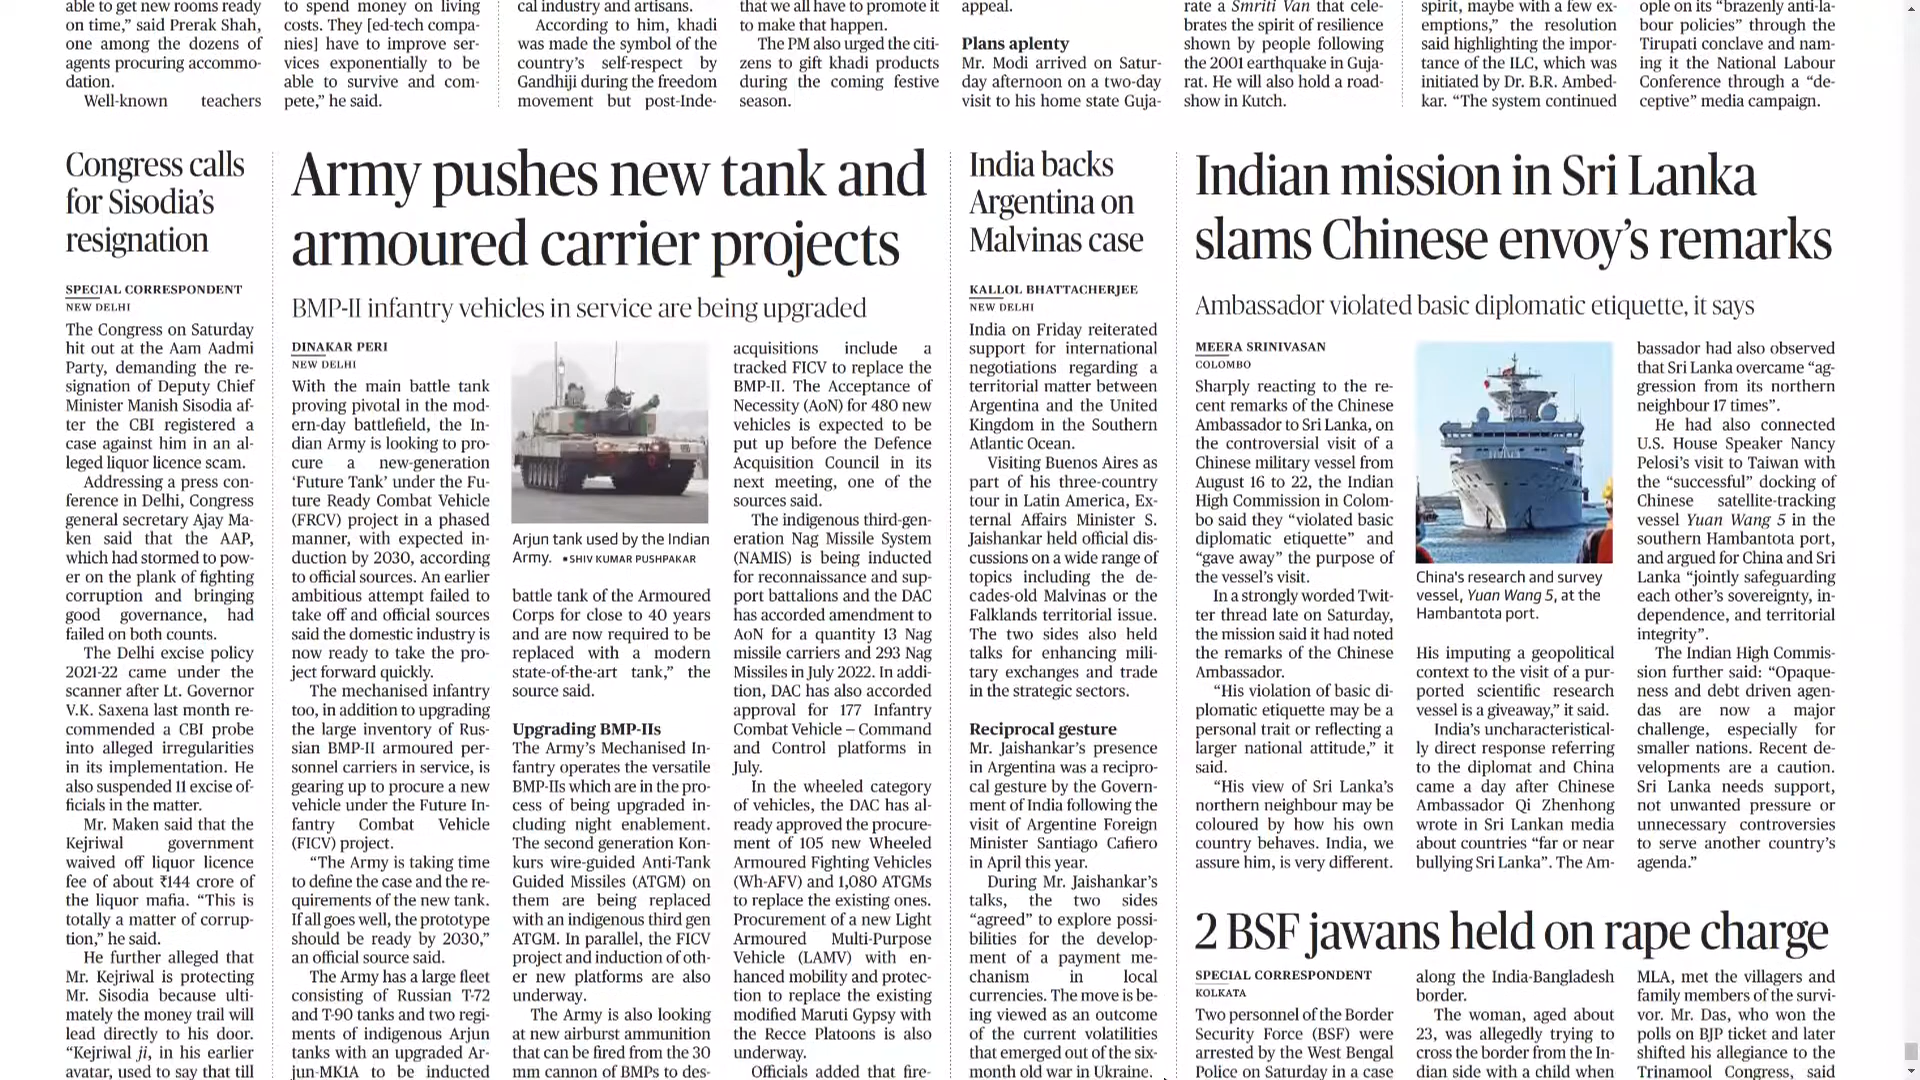 able to get new rooms ready
on time,” said Prerak Shah,
one among the dozens of
agents procuring accommo-
dation.
Well-known teachers
to spend money on living
costs. They [ed-tech compa-
nies] have to improve ser-
vices exponentially to be
able to survive and com-
pete,” he said.
cal industry and artisans.
According to him, khadi
was made the symbol of the
country’s self-respect by
Gandhiji during the freedom
movement but post-Inde-
that we all have to promote it
to make that happen.
The PM also urged the citi-
zens to gift khadi products
during the coming festive
season.
appeal.
Plans aplenty
Mr. Modi arrived on Satur-
day afternoon on a two-day
visit to his home state Guja-
rate a Smriti Van that cele-
brates the spirit of resilience
shown by people following
the 2001 earthquake in Guja-
rat. He will also hold a road-
show in Kutch.
spirit, maybe with a few ex-
emptions,” the resolution
said highlighting the impor-
tance of the ILC, which was
initiated by Dr. B.R. Ambed-
kar. “The system continued
ople on its “brazenly anti-la-
bour policies” through the
Tirupati conclave and nam-
ing it the National Labour
Conference through a “de-
ceptive” media campaign.
Congress calls
for Sisodia’s
resignation
SPECIAL CORRESPONDENT
NEW DELHI
The Congress on Saturday
hit out at the Aam Aadmi
Party, demanding the re-
signation of Deputy Chief
Minister Manish Sisodia af-
ter the CBI registered a
case against him in an al-
leged liquor licence scam.
Addressing a press con-
ference in Delhi, Congress
general secretary Ajay Ma-
ken said that the AAP,
which had stormed to pow-
er on the plank of fighting
corruption and bringing
good governance, had
failed on both counts.
The Delhi excise policy
2021-22 came under the
scanner after Lt. Governor
V.K. Saxena last month re-
commended a CBI probe
into alleged irregularities
in its implementation. He
also suspended 11 excise of-
ficials in the matter.
Mr. Maken said that the
Kejriwal government
waived off liquor licence
fee of about ₹144 crore of
the liquor mafia. “This is
totally a matter of corrup-
tion,” he said.
He further alleged that
Mr. Kejriwal is protecting
Mr. Sisodia because ulti-
mately the money trail will
lead directly to his door.
“Kejriwal ji, in his earlier
avatar, used to say that till
Army pushes new tank and
armoured carrier projects
BMP-II infantry vehicles in service are being upgraded
DINAKAR PERI
NEW DELHI
With the main battle tank
proving pivotal in the mod-
ern-day battlefield, the In-
dian Army is looking to pro-
cure a new-generation
‘Future Tank’ under the Fu-
ture Ready Combat Vehicle
(FRCV) project in a phased
manner, with expected in-
duction by 2030, according
to official sources. An earlier
ambitious attempt failed to
take off and official sources
said the domestic industry is
now ready to take the pro-
ject forward quickly.
The mechanised infantry
too, in addition to upgrading
the large inventory of Rus-
sian BMP-II armoured per-
sonnel carriers in service, is
gearing up to procure a new
vehicle under the Future In-
fantry Combat Vehicle
(FICV) project.
“The Army is taking time
to define the case and the re-
quirements of the new tank.
If all goes well, the prototype
should be ready by 2030,”
an official source said.
The Army has a large fleet
consisting of Russian T-72
and T-90 tanks and two regi-
ments of indigenous Arjun
tanks with an upgraded Ar-
jun-MK1A to be inducted
Arjun tank used by the Indian
Army. •SHIV KUMAR PUSHPAKAR
battle tank of the Armoured
Corps for close to 40 years
and are now required to be
replaced with a modern
state-of-the-art tank,” the
source said.
Upgrading BMP-IIs
The Army’s Mechanised In-
fantry operates the versatile
BMP-IIs which are in the pro-
cess of being upgraded in-
cluding night enablement.
The second generation Kon-
kurs wire-guided Anti-Tank
Guided Missiles (ATGM) on
them are being replaced
with an indigenous third gen
ATGM. In parallel, the FICV
project and induction of oth-
er new platforms are also
underway.
The Army is also looking
at new airburst ammunition
that can be fired from the 30
mm cannon of BMPs to des-
acquisitions include a
tracked FICV to replace the
BMP-II. The Acceptance of
Necessity (AoN) for 480 new
vehicles is expected to be
put up before the Defence
Acquisition Council in its
next meeting, one of the
sources said.
The indigenous third-gen-
eration Nag Missile System
(NAMIS) is being inducted
for reconnaissance and sup-
port battalions and the DAC
has accorded amendment to
AoN for a quantity 13 Nag
missile carriers and 293 Nag
Missiles in July 2022. In addi-
tion, DAC has also accorded
approval for 177 Infantry
Combat Vehicle – Command
and Control platforms in
July.
In the wheeled category
of vehicles, the DAC has al-
ready approved the procure-
ment of 105 new Wheeled
Armoured Fighting Vehicles
(Wh-AFV) and 1,080 ATGMs
to replace the existing ones.
Procurement of a new Light
Armoured Multi-Purpose
Vehicle (LAMV) with en-
hanced mobility and protec-
tion to replace the existing
modified Maruti Gypsy with
the Recce Platoons is also
underway.
Officials added that fire-
India backs
Argentina on
Malvinas case
KALLOL BHATTACHERJEE
NEW DELHI
India on Friday reiterated
support for international
negotiations regarding a
territorial matter between
Argentina and the United
Kingdom in the Southern
Atlantic Ocean.
Visiting Buenos Aires as
part of his three-country
tour in Latin America, Ex-
ternal Affairs Minister S.
Jaishankar held official dis-
cussions on a wide range of
topics including the de-
cades-old Malvinas or the
Falklands territorial issue.
The two sides also held
talks for enhancing mili-
tary exchanges and trade
in the strategic sectors.
Reciprocal gesture
Mr. Jaishankar’s presence
in Argentina was a recipro-
cal gesture by the Govern-
ment of India following the
visit of Argentine Foreign
Minister Santiago Cafiero
in April this year.
During Mr. Jaishankar’s
talks, the two sides
“agreed” to explore possi-
bilities for the develop-
ment of a payment me-
chanism in local
currencies. The move is be-
ing viewed as an outcome
of the current volatilities
that emerged out of the six-
month old war in Ukraine.
Indian mission in Sri Lanka
slams Chinese envoy’s remarks
Ambassador violated basic diplomatic etiquette, it says
MEERA SRINIVASAN
COLOMBO
Sharply reacting to the re-
cent remarks of the Chinese
Ambassador to Sri Lanka, on
the controversial visit of a
Chinese military vessel from
August 16 to 22, the Indian
High Commission in Colom-
bo said they “violated basic
diplomatic etiquette” and
“gave away” the purpose of
the vessel’s visit.
In a strongly worded Twit-
ter thread late on Saturday,
the mission said it had noted
the remarks of the Chinese
Ambassador.
“His violation of basic di-
plomatic etiquette may be a
personal trait or reflecting a
larger national attitude,” it
said.
“His view of Sri Lanka’s
northern neighbour may be
coloured by how his own
country behaves. India, we
assure him, is very different.
China's research and survey
vessel, Yuan Wang 5, at the
Hambantota port.
His imputing a geopolitical
context to the visit of a pur-
ported scientific research
vessel is a giveaway,” it said.
India’s uncharacteristical-
ly direct response referring
to the diplomat and China
came a day after Chinese
Ambassador Qi Zhenhong
wrote in Sri Lankan media
about countries “far or near
bullying Sri Lanka”. The Am-
bassador had also observed
that Sri Lanka overcame “ag-
gression from its northern
neighbour 17 times”.
He had also connected
U.S. House Speaker Nancy
Pelosi’s visit to Taiwan with
the “successful” docking of
Chinese satellite-tracking
vessel Yuan Wang 5 in the
southern Hambantota port,
and argued for China and Sri
Lanka “jointly safeguarding
each other’s sovereignty, in-
dependence, and territorial
integrity”.
The Indian High Commis-
sion further said: “Opaque-
ness and debt driven agen-
das are now a major
challenge, especially for
smaller nations. Recent de-
velopments are a caution.
Sri Lanka needs support,
not unwanted pressure or
unnecessary controversies
to serve another country’s
agenda.”
2 BSF jawans held on rape charge
SPECIAL CORRESPONDENT
KOLKATA
Two personnel of the Border
Security Force (BSF) were
arrested by the West Bengal
Police on Saturday in a case
along the India-Bangladesh
border.
The woman, aged about
23, was allegedly trying to
cross the border from the In-
dian side with a child when
MLA, met the villagers and
family members of the survi-
vor. Mr. Das, who won the
polls on BJP ticket and later
shifted his allegiance to the
Trinamool Congress, said